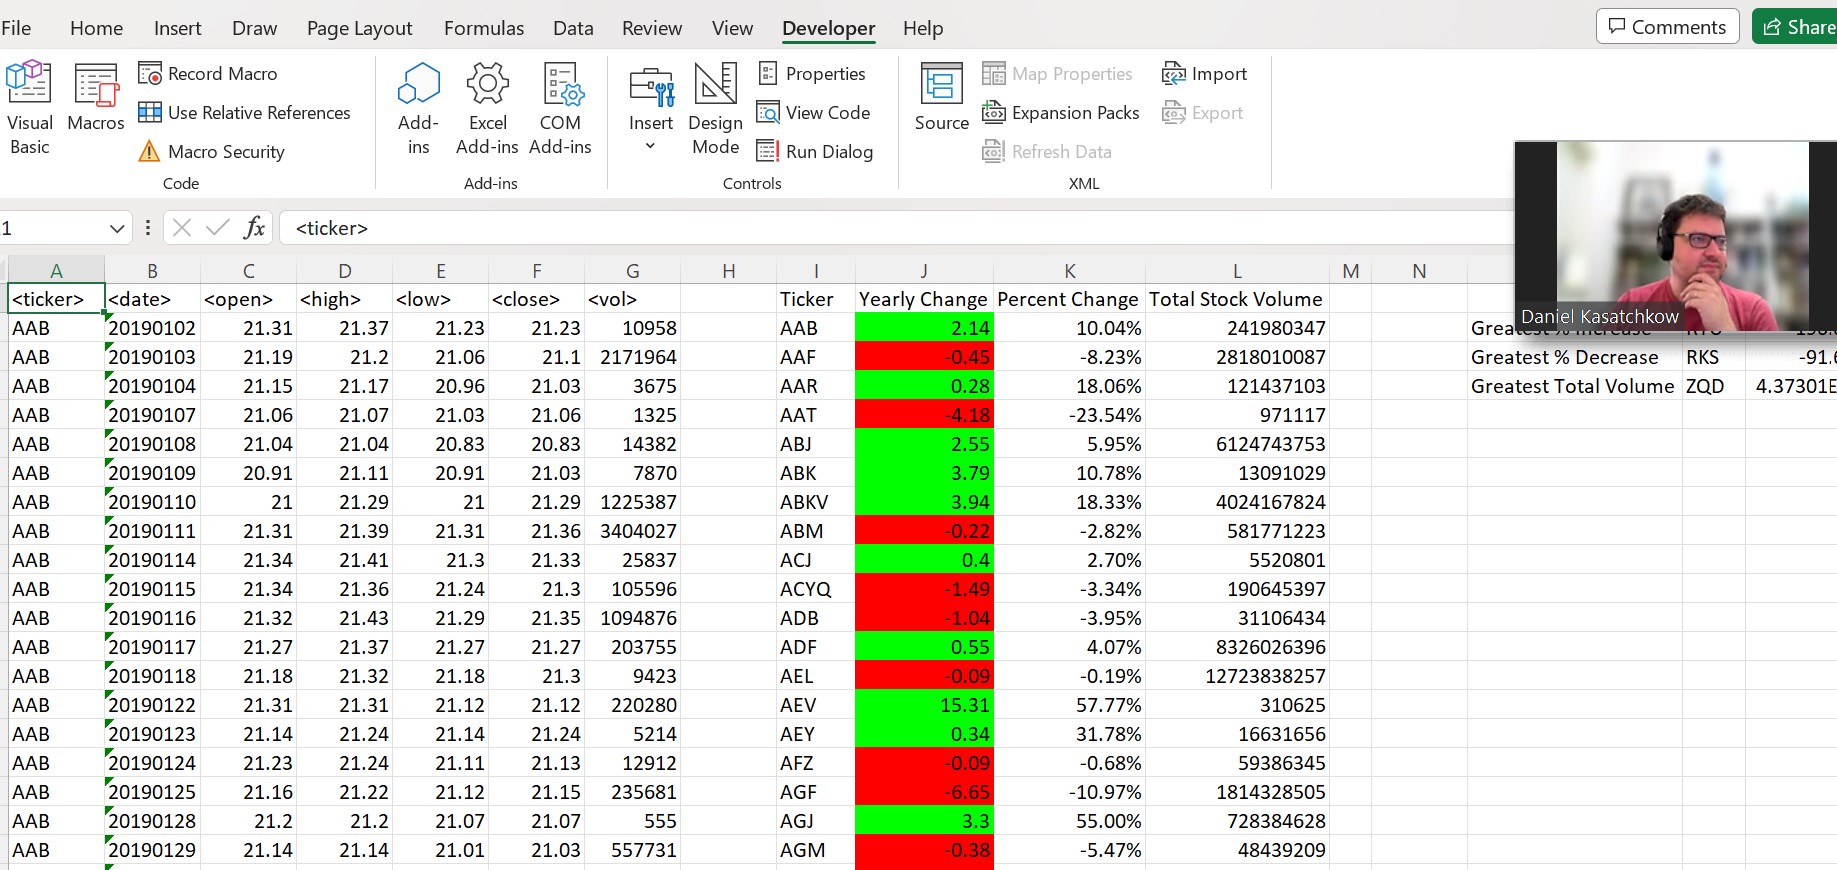 File Home Insert Draw Page Layout Formulas Data Review View Developer Help Comments Share
Visual Basic
Macros
Record Macro
Use Relative References
Macro Security
Code
Add-ins
Excel Add-ins
COM Add-ins
Add-ins
Insert
Design Mode
Properties
View Code
Run Dialog
Controls
Source
Map Properties
Expansion Packs
Refresh Data
Import
Export
XML
1 fx <ticker>
A B C D E F G H I J K L M N
<ticker> <date> <open> <high> <low> <close> <vol> Ticker Yearly Change Percent Change Total Stock Volume
Daniel Kasatchkow
AAB 20190102 21.31 21.37 21.23 21.23 10958 AAB 2.14 10.04% 241980347 Greatest % Increase
AAB 20190103 21.19 21.2 21.06 21.1 2171964 AAF -0.45 -8.23% 2818010087 Greatest % Decrease RKS -91.6
AAB 20190104 21.15 21.17 20.96 21.03 3675 AAR 0.28 18.06% 121437103 Greatest Total Volume ZQD 4.37301E
AAB 20190107 21.06 21.07 21.03 21.06 1325 AAT -4.18 -23.54% 971117
AAB 20190108 21.04 21.04 20.83 20.83 14382 ABJ 2.55 5.95% 6124743753
AAB 20190109 20.91 21.11 20.91 21.03 7870 ABK 3.79 10.78% 13091029
AAB 20190110 21 21.29 21 21.29 1225387 ABKV 3.94 18.33% 4024167824
AAB 20190111 21.31 21.39 21.31 21.36 3404027 ABM -0.22 -2.82% 581771223
AAB 20190114 21.34 21.41 21.3 21.33 25837 ACJ 0.4 2.70% 5520801
AAB 20190115 21.34 21.36 21.24 21.3 105596 ACYQ -1.49 -3.34% 190645397
AAB 20190116 21.32 21.43 21.29 21.35 1094876 ADB -1.04 -3.95% 31106434
AAB 20190117 21.27 21.37 21.27 21.27 203755 ADF 0.55 4.07% 8326026396
AAB 20190118 21.18 21.32 21.18 21.3 9423 AEL -0.09 -0.19% 12723838257
AAB 20190122 21.31 21.31 21.12 21.12 220280 AEV 15.31 57.77% 310625
AAB 20190123 21.14 21.24 21.14 21.24 5214 AEY 0.34 31.78% 16631656
AAB 20190124 21.23 21.24 21.11 21.13 12912 AFZ -0.09 -0.68% 59386345
AAB 20190125 21.16 21.22 21.12 21.15 235681 AGF -6.65 -10.97% 1814328505
AAB 20190128 21.2 21.2 21.07 21.07 555 AGJ 3.3 55.00% 728384628
AAB 20190129 21.14 21.14 21.01 21.03 557731 AGM -0.38 -5.47% 48439209